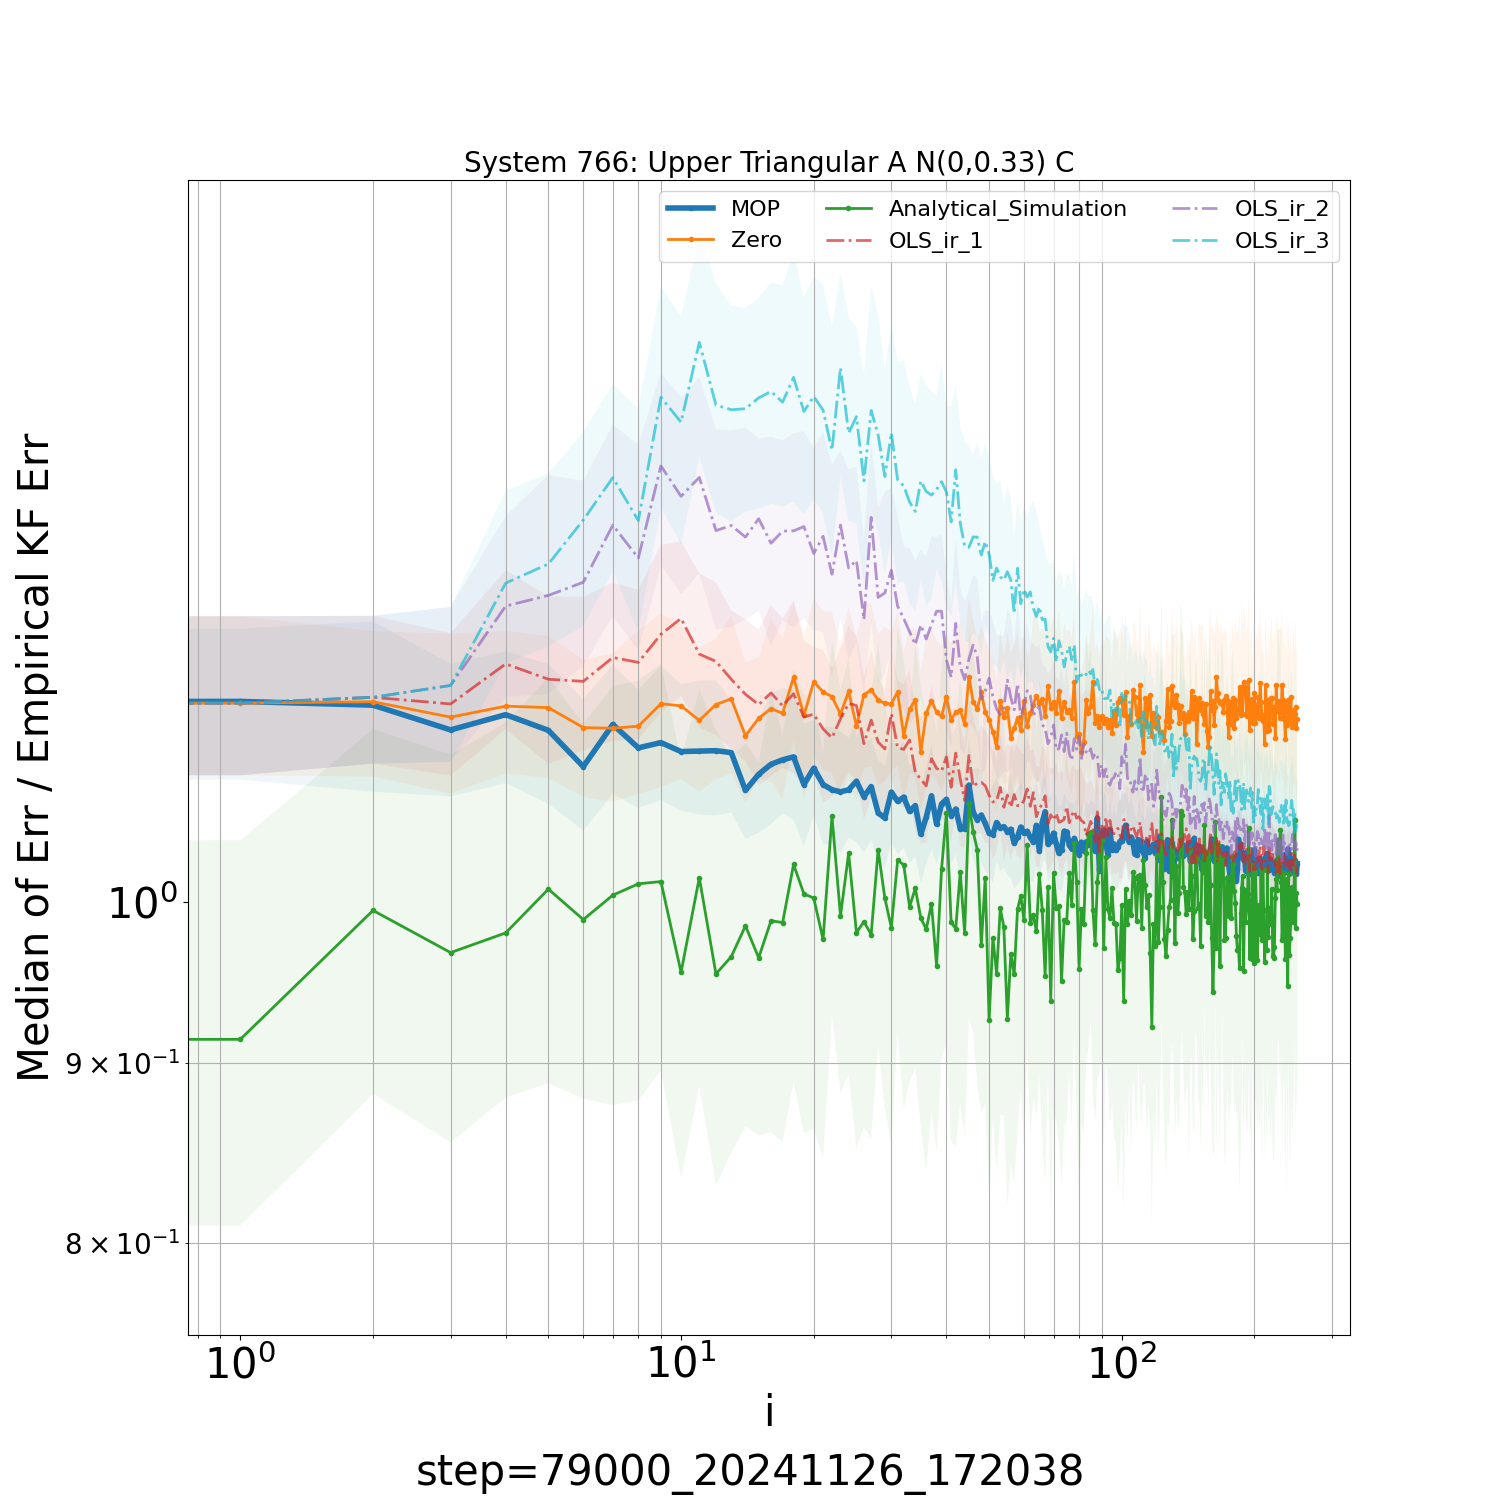 System 766: Upper Triangular A N(0,0.33) C
MOP
Zero
Analytical_Simulation
OLS_ir_1
OLS_ir_2
OLS_ir_3
Median of Err / Empirical KF Err
10⁰
9 × 10⁻¹
8 × 10⁻¹
10⁰ 10¹ 10²
i
step=79000_20241126_172038